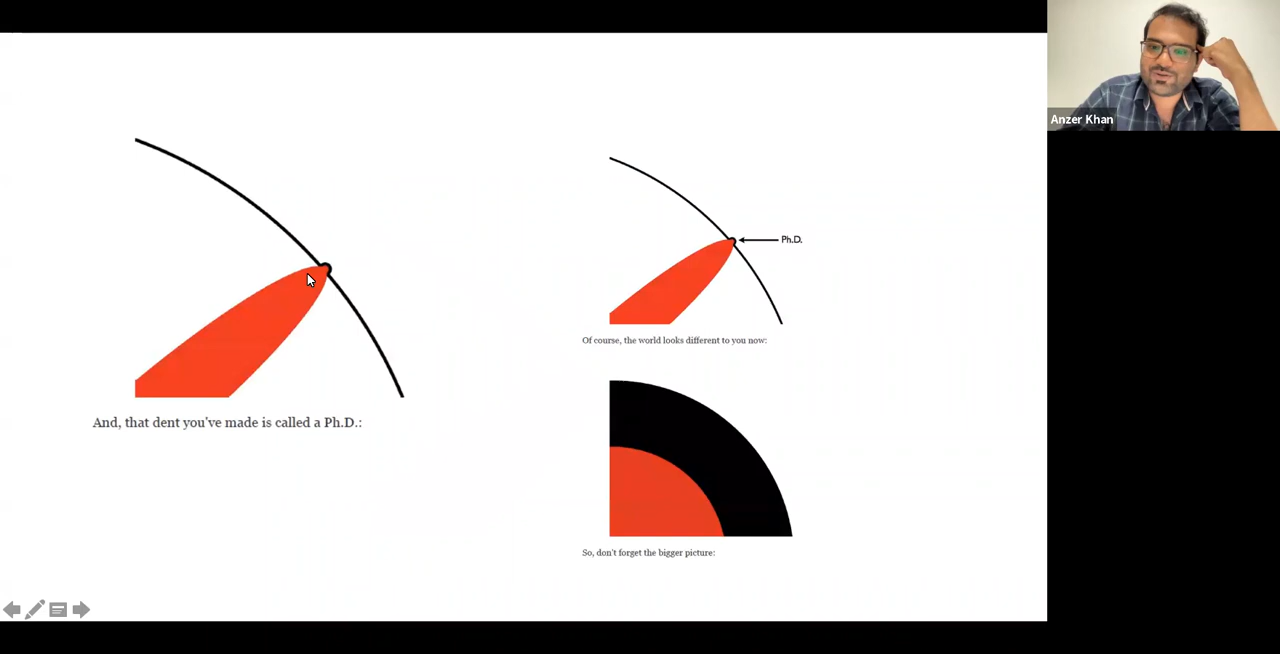 And, that dent you've made is called a Ph.D.:
Ph.D.
Of course, the world looks different to you now:
So, don't forget the bigger picture:
Anzer Khan